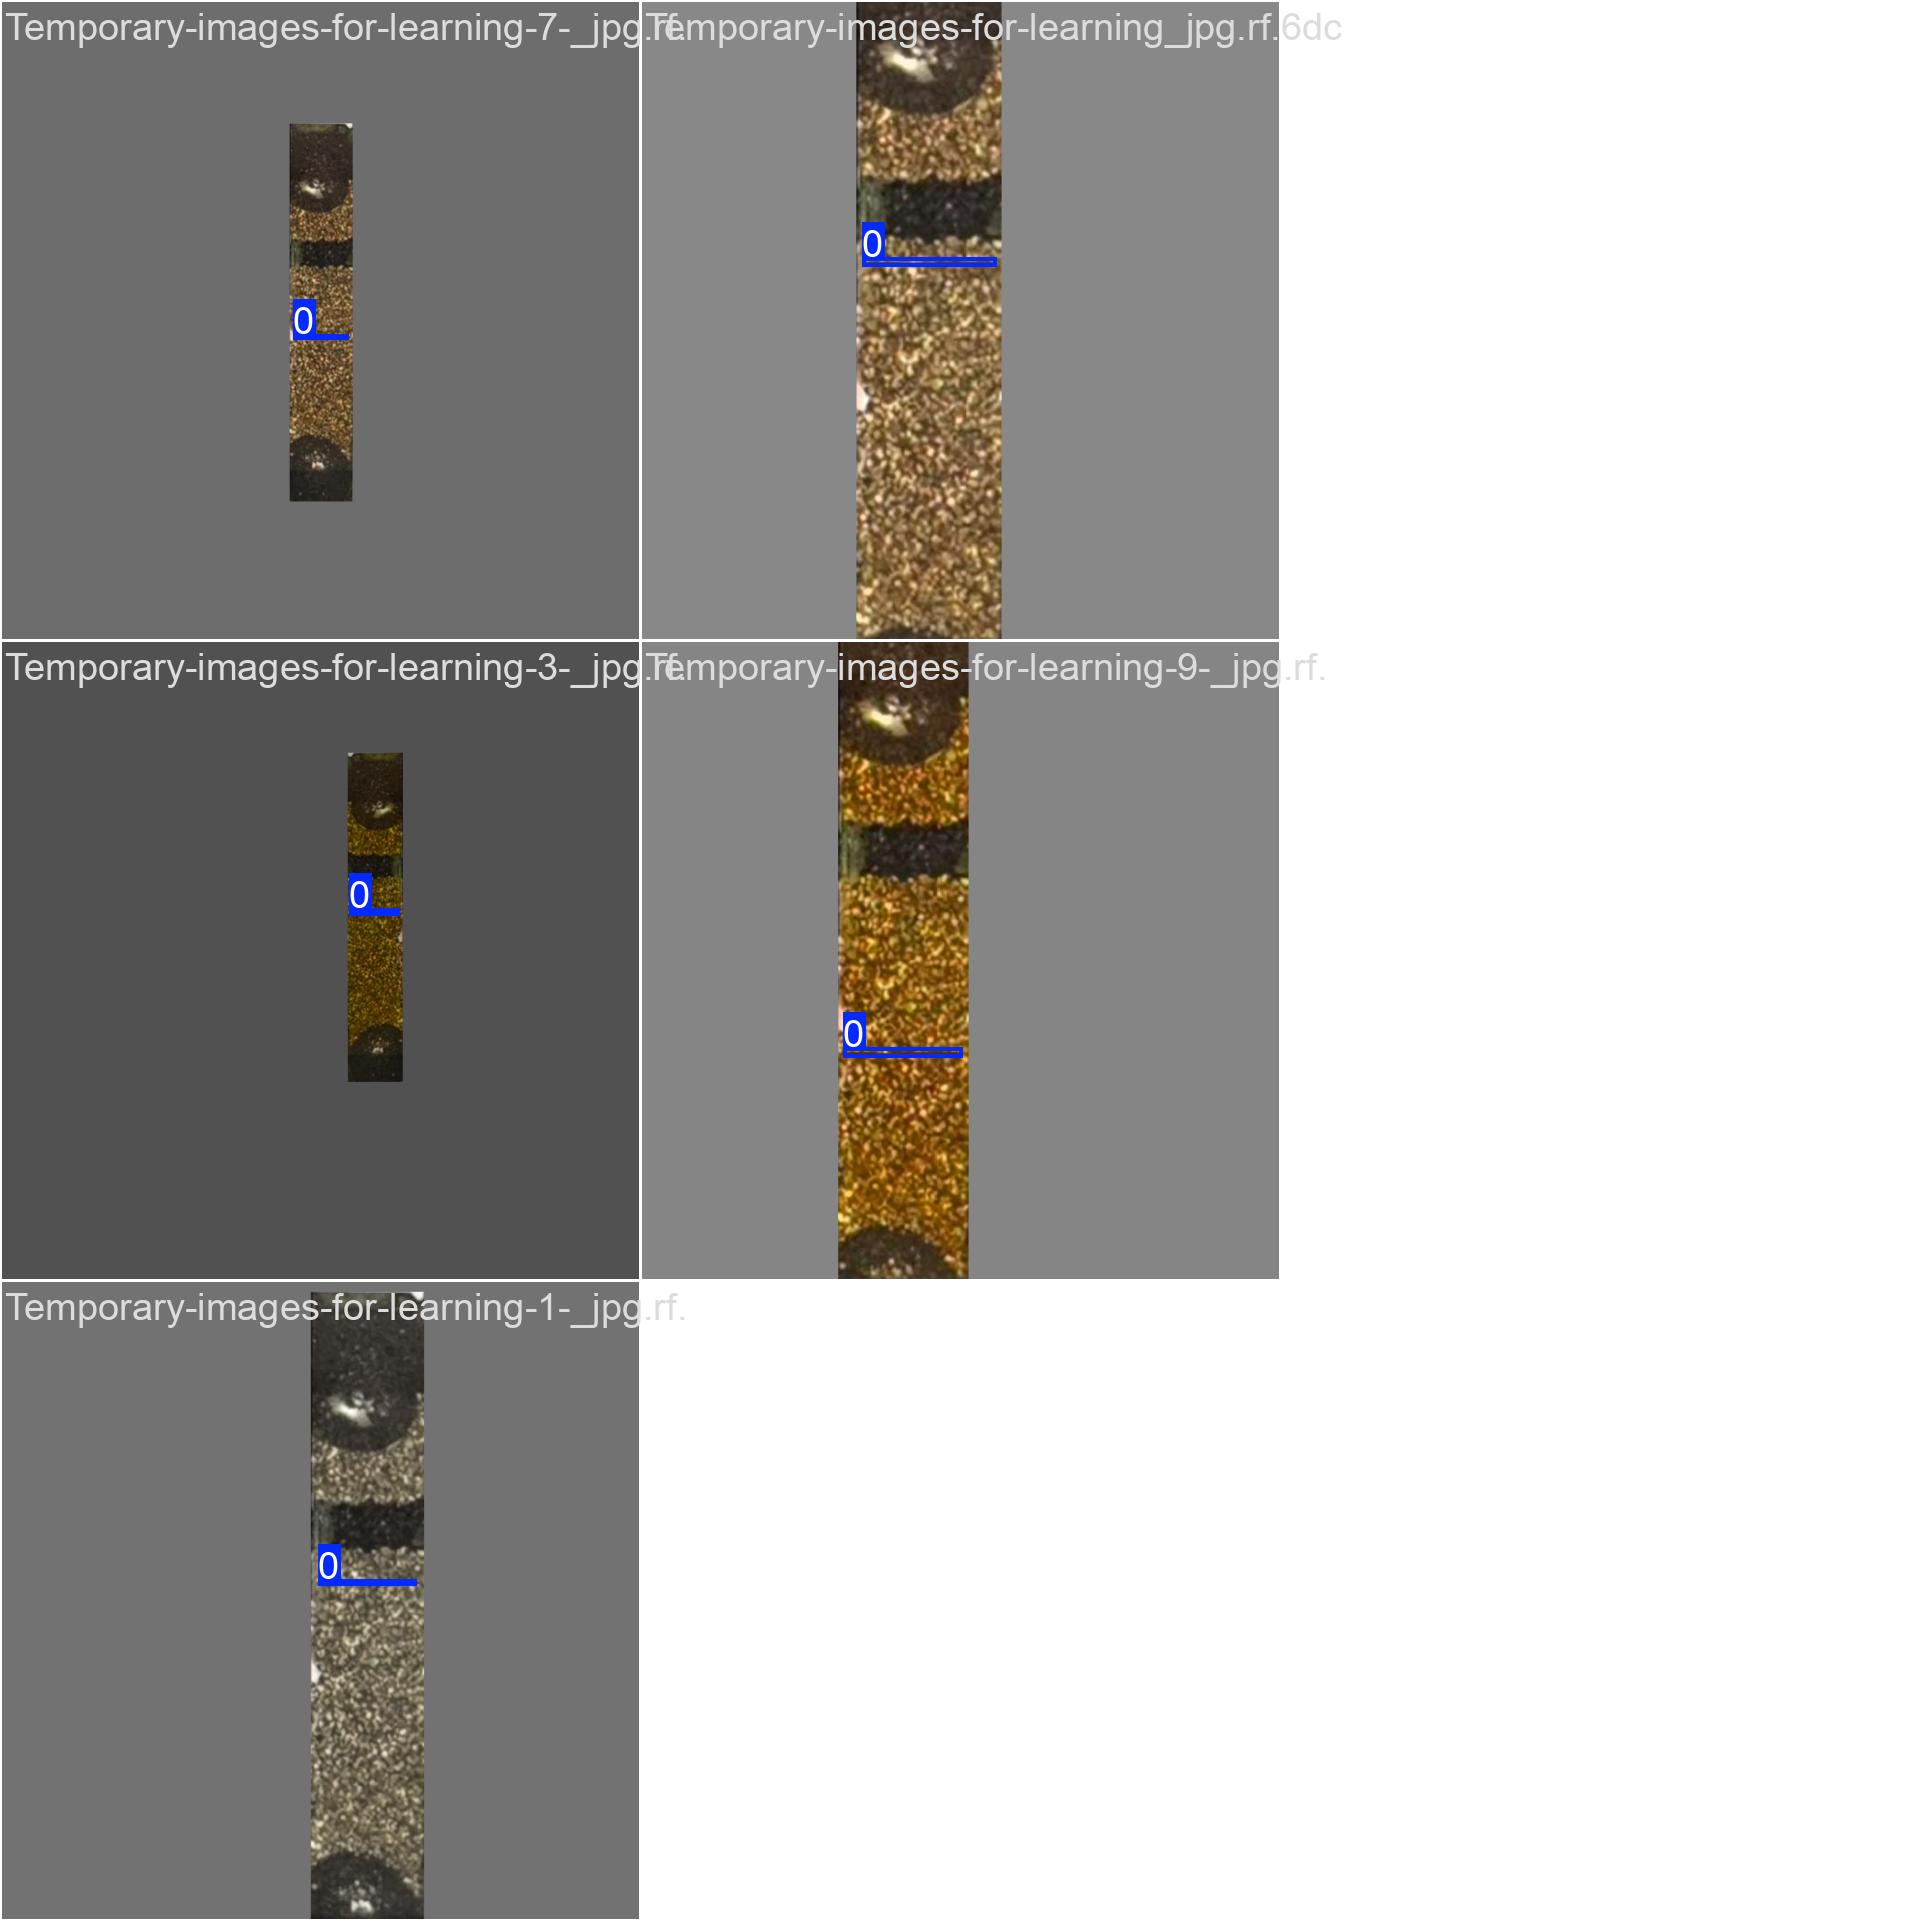 Temporary-images-for-learning-7-_jpg.rf.
Temporary-images-for-learning_jpg.rf.6dc
0
0
Temporary-images-for-learning-3-_jpg.rf.
Temporary-images-for-learning-9-_jpg.rf.
0
0
Temporary-images-for-learning-1-_jpg.rf.
0